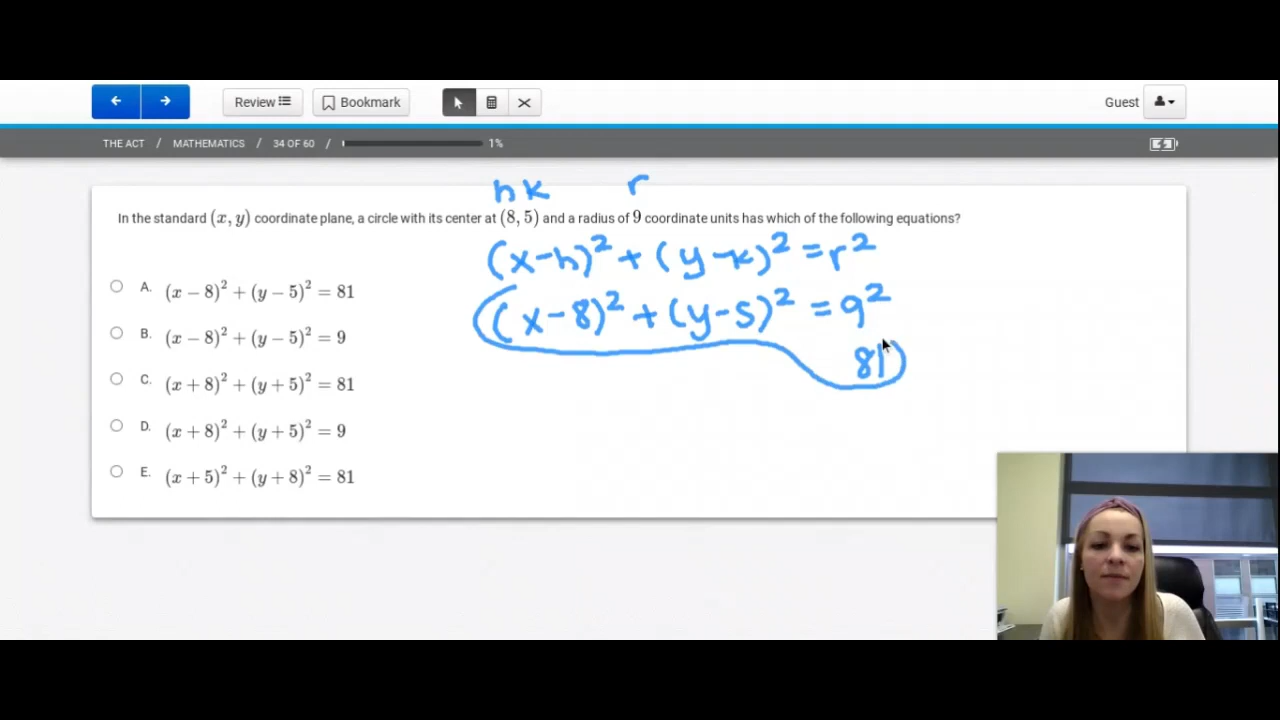 Review Bookmark Guest
THE ACT / MATHEMATICS / 34 OF 60 / 1%
h k r
In the standard (x, y) coordinate plane, a circle with its center at (8, 5) and a radius of 9 coordinate units has which of the following equations?
(x-h)² + (y-k)² = r²
(x-8)² + (y-5)² = 9²
81
A. (x − 8)² + (y − 5)² = 81
B. (x − 8)² + (y − 5)² = 9
C. (x + 8)² + (y + 5)² = 81
D. (x + 8)² + (y + 5)² = 9
E. (x + 5)² + (y + 8)² = 81